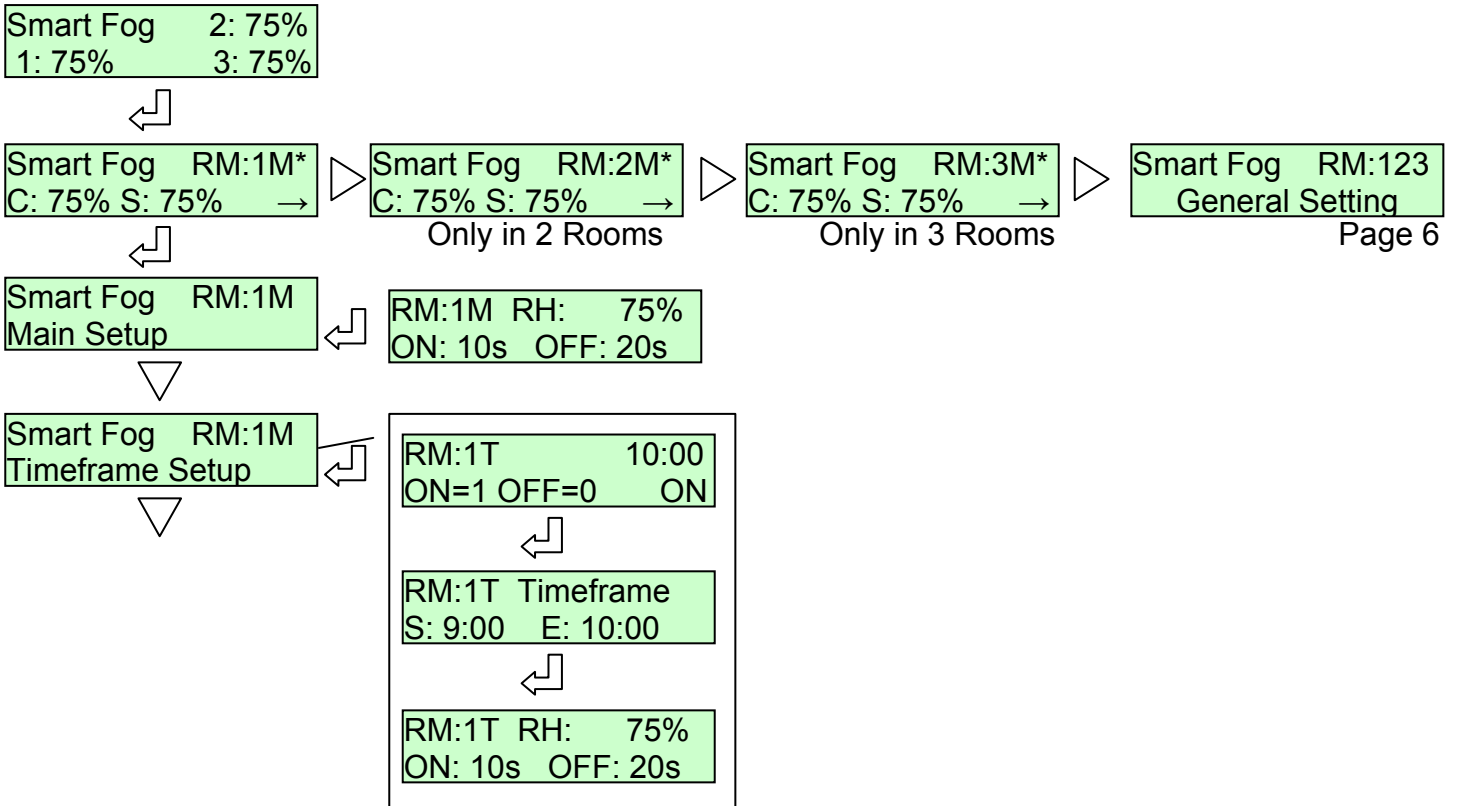 Smart Fog 2: 75%
1: 75% 3: 75%
Smart Fog RM:1M*
C: 75% S: 75% →
Smart Fog RM:2M*
C: 75% S: 75% →
Only in 2 Rooms
Smart Fog RM:3M*
C: 75% S: 75% →
Only in 3 Rooms
Smart Fog RM:123
General Setting
Page 6
Smart Fog RM:1M
Main Setup
RM:1M RH: 75%
ON: 10s OFF: 20s
Smart Fog RM:1M
Timeframe Setup
RM:1T 10:00
ON=1 OFF=0 ON
RM:1T Timeframe
S: 9:00 E: 10:00
RM:1T RH: 75%
ON: 10s OFF: 20s